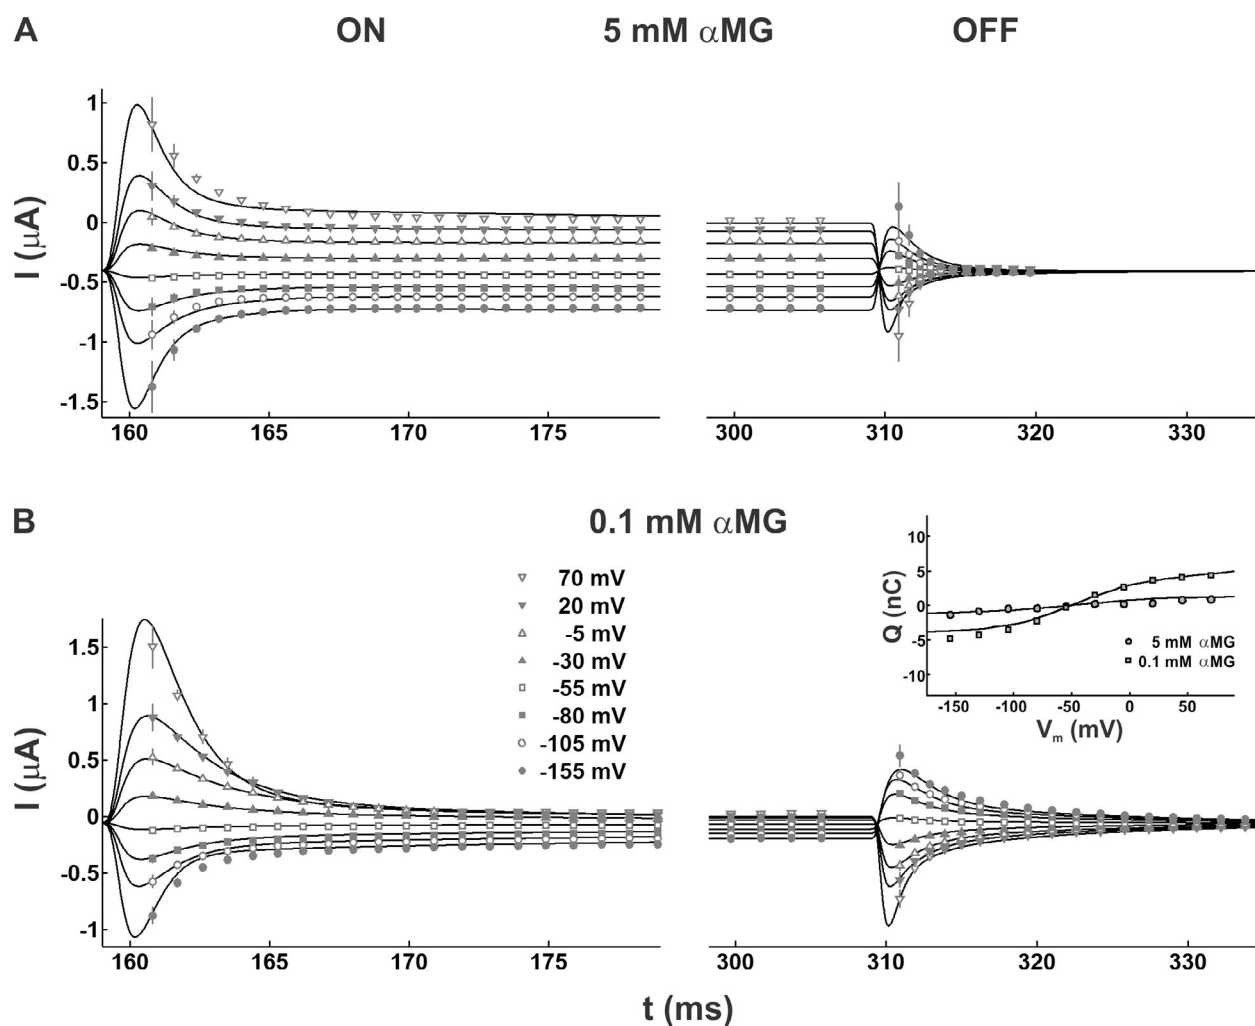 A ON 5 mM αMG OFF
I (μA)
1
0.5
0
-0.5
-1
-1.5
160 165 170 175 300 310 320 330
B 0.1 mM αMG
70 mV
20 mV
-5 mV
-30 mV
-55 mV
-80 mV
-105 mV
-155 mV
Q (nC)
10
5
0
-5
-10
5 mM αMG
0.1 mM αMG
-150 -100 -50 0 50
Vm (mV)
I (μA)
1.5
1
0.5
0
-0.5
-1
160 165 170 175 300 310 320 330
t (ms)